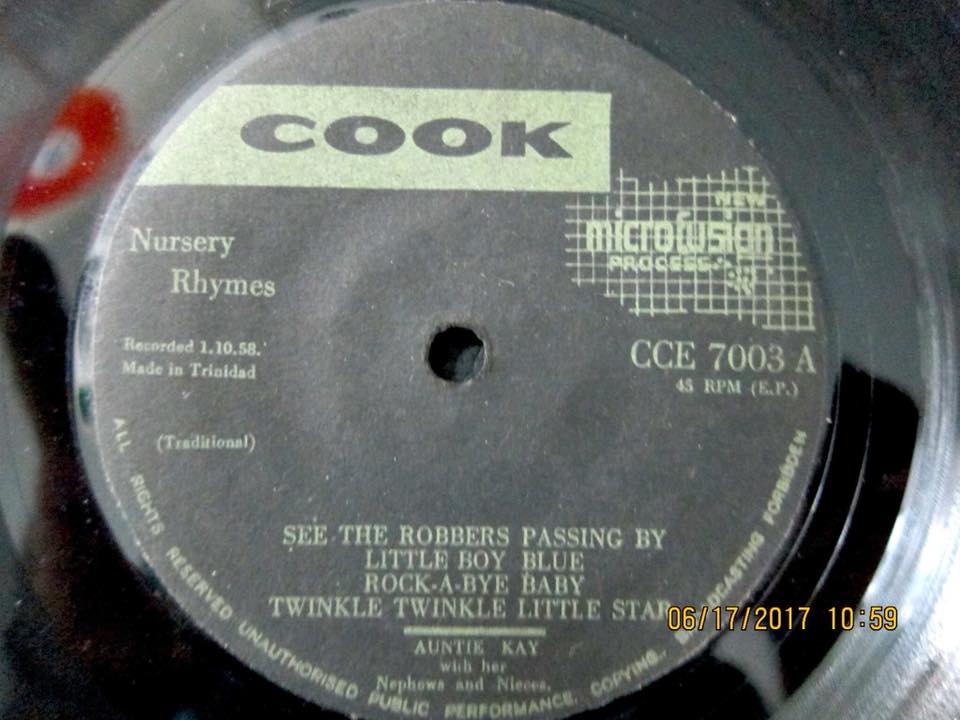 COOK
NEW
microfusion
PROCESS
Nursery
Rhymes
Recorded 1.10.58.
Made in Trinidad
CCE 7003 A
45 RPM (E.P.)
(Traditional)
SEE THE ROBBERS PASSING BY
LITTLE BOY BLUE
ROCK-A-BYE BABY
TWINKLE TWINKLE LITTLE STAR
AUNTIE KAY
with her
Nephews and Nieces.
ALL RIGHTS RESERVED UNAUTHORISED PUBLIC PERFORMANCE, COPYING, BROADCASTING FORBIDDEN
06/17/2017 10:59